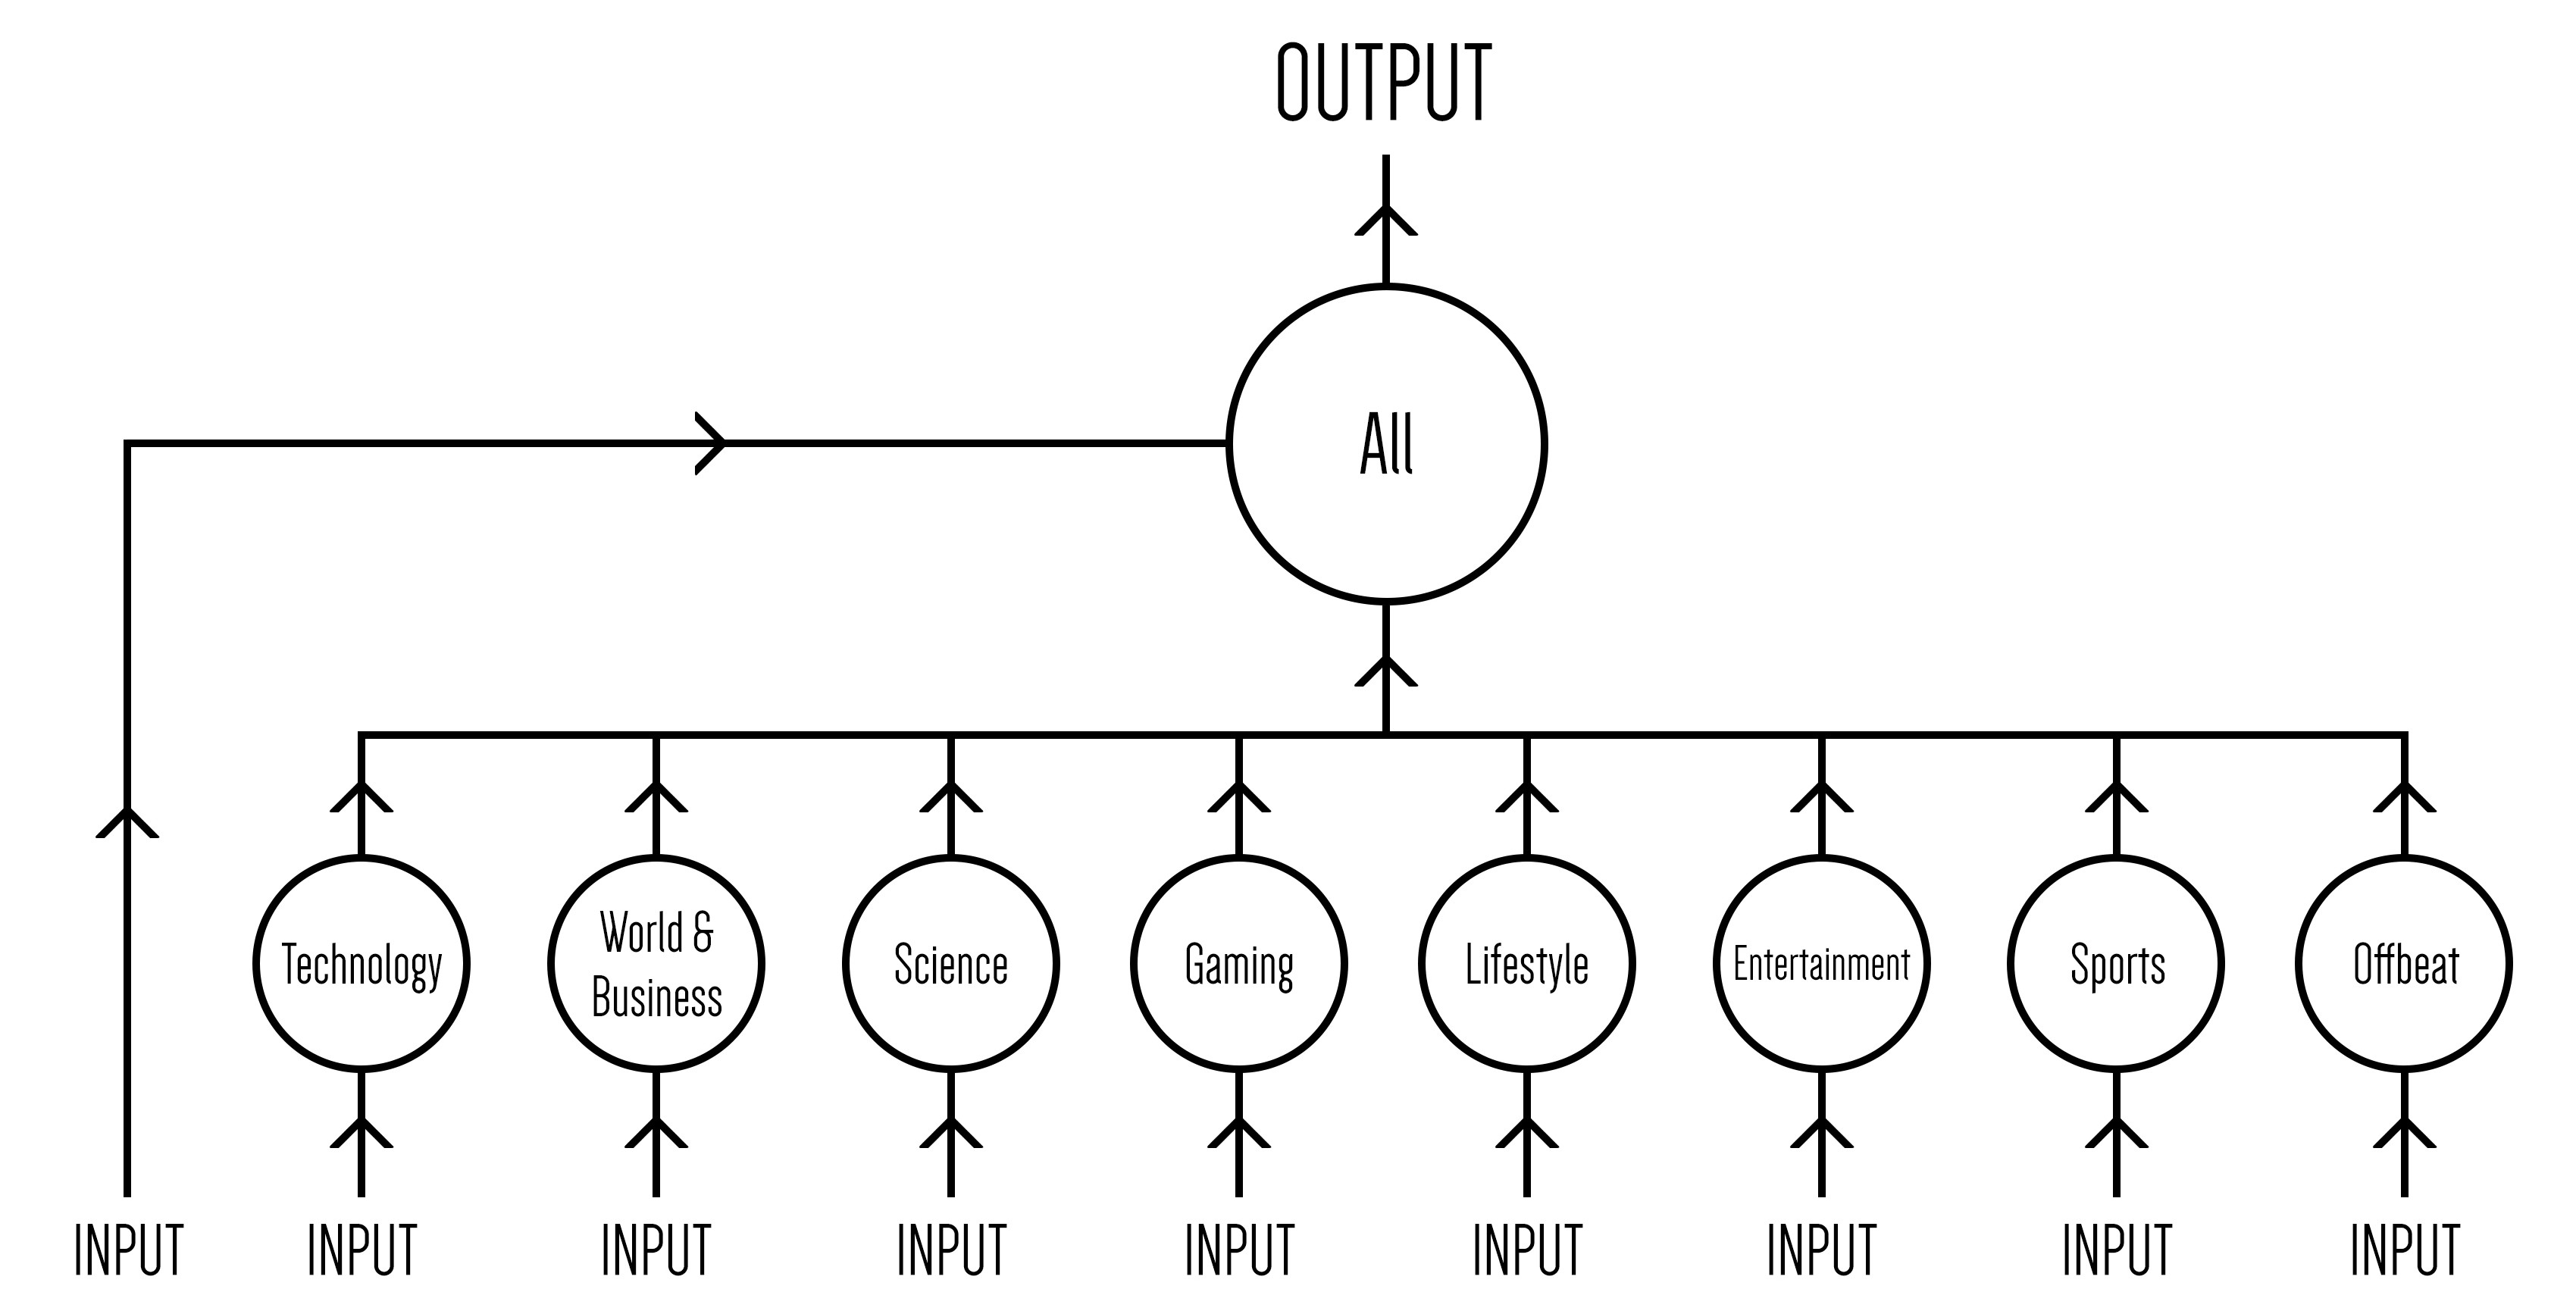 OUTPUT
All
Technology
World &
Business
Science
Gaming
Lifestyle
Entertainment
Sports
Offbeat
INPUT
INPUT
INPUT
INPUT
INPUT
INPUT
INPUT
INPUT
INPUT